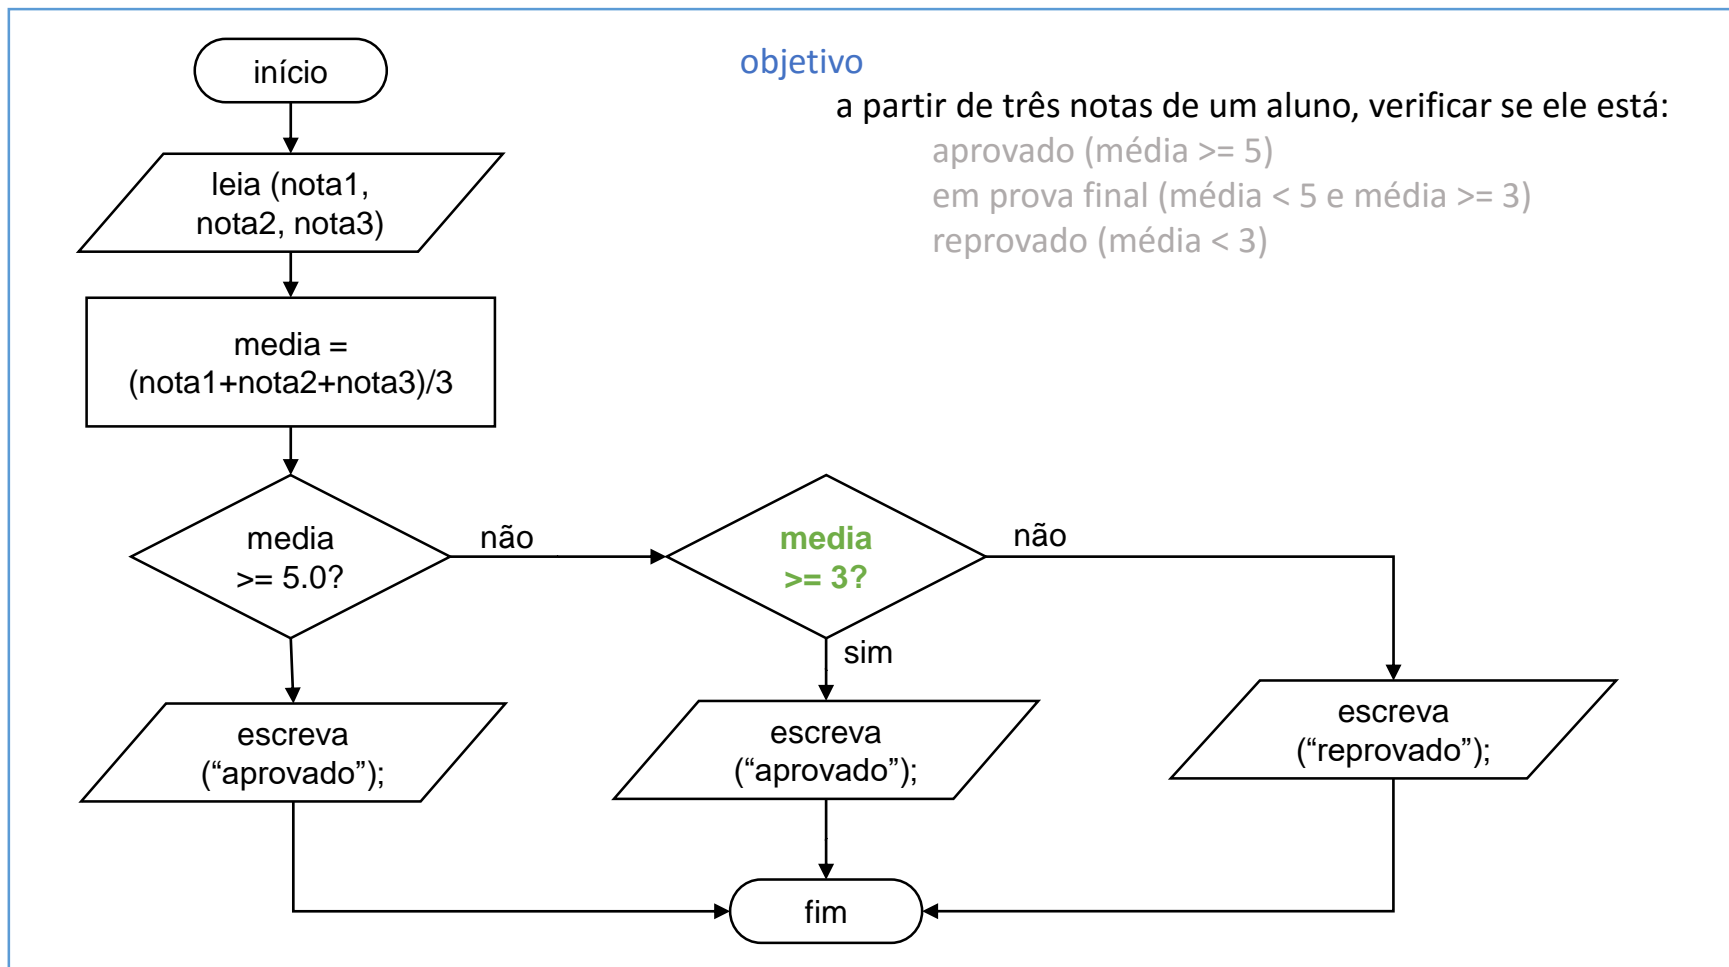 início
objetivo
a partir de três notas de um aluno, verificar se ele está:
aprovado (média >= 5)
em prova final (média < 5 e média >= 3)
reprovado (média < 3)
leia (nota1,
nota2, nota3)
media =
(nota1+nota2+nota3)/3
media
>= 5.0?
não
media
>= 3?
não
sim
escreva
(“aprovado”);
escreva
(“aprovado”);
escreva
(“reprovado”);
fim